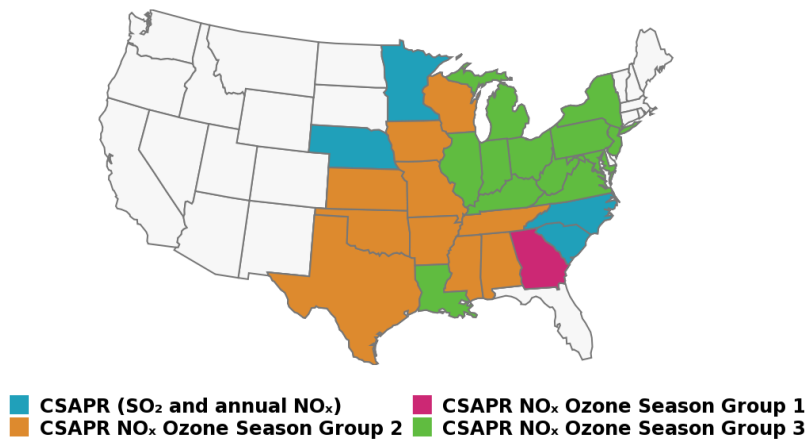 CSAPR (SO₂ and annual NOₓ)
CSAPR NOₓ Ozone Season Group 2
CSAPR NOₓ Ozone Season Group 1
CSAPR NOₓ Ozone Season Group 3